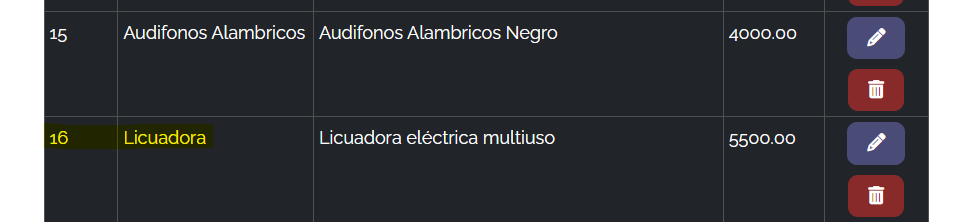 15 Audifonos Alambricos Audifonos Alambricos Negro 4000.00
16 Licuadora Licuadora eléctrica multiuso 5500.00